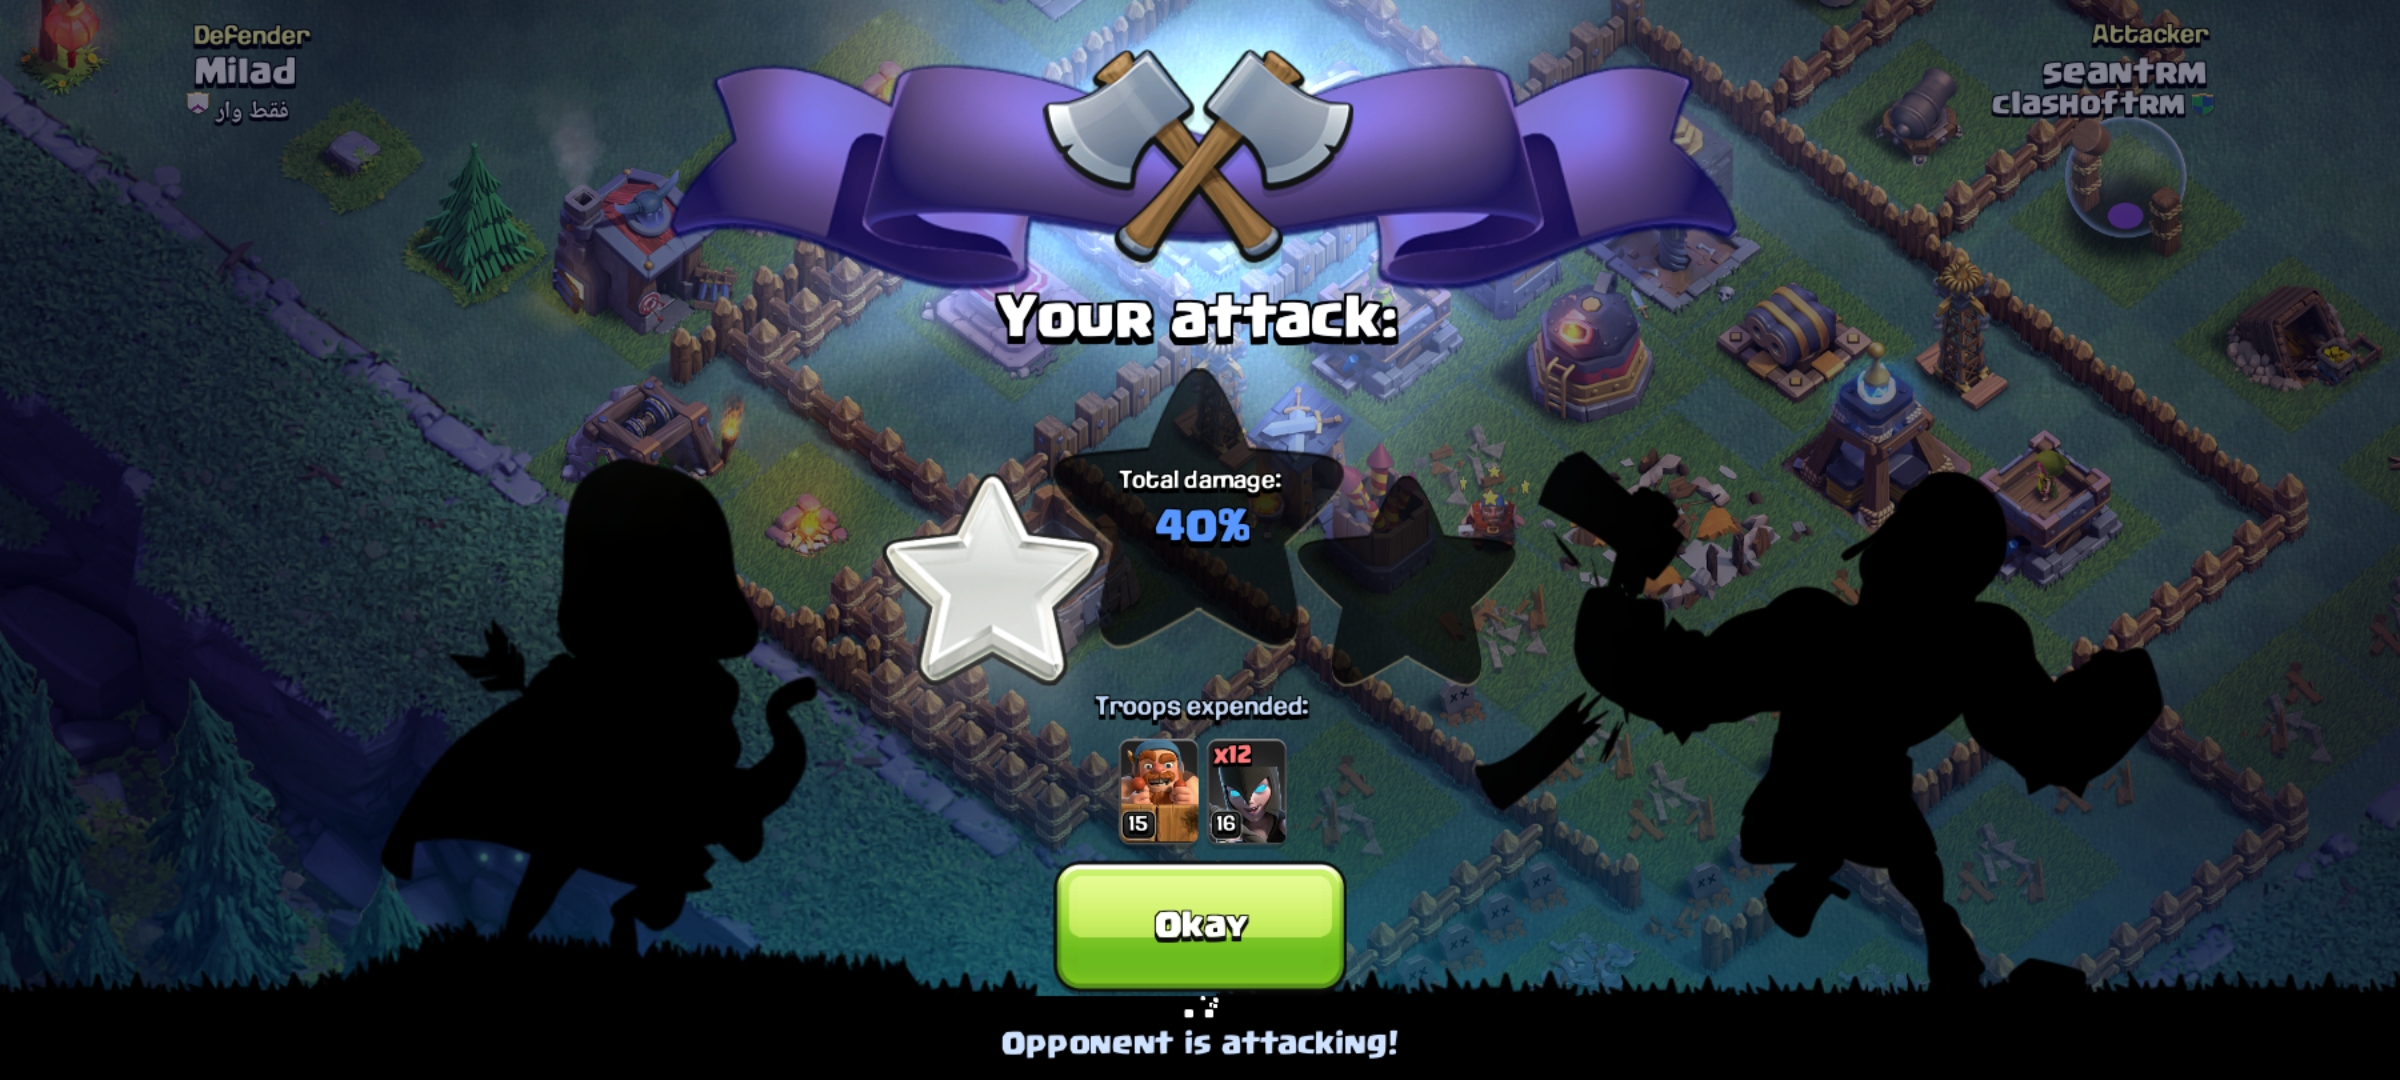 Defender
Milad
فقط وار
Attacker
seantRM
clashoftRM
Your attack:
Total damage:
40%
Troops expended:
x12
15
16
Okay
Opponent is attacking!